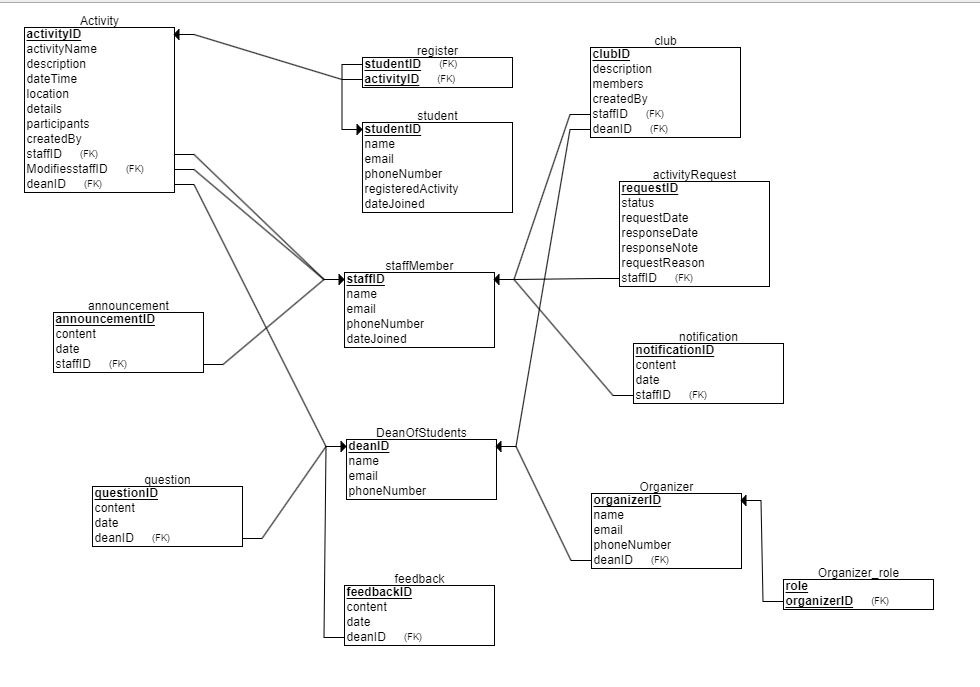 Activity
activityID
activityName
description
dateTime
location
details
participants
createdBy
staffID (FK)
ModifiesstaffID (FK)
deanID (FK)
register
studentID (FK)
activityID (FK)
student
studentID
name
email
phoneNumber
registeredActivity
dateJoined
club
clubID
description
members
createdBy
staffID (FK)
deanID (FK)
activityRequest
requestID
status
requestDate
responseDate
responseNote
requestReason
staffID (FK)
staffMember
staffID
name
email
phoneNumber
dateJoined
announcement
announcementID
content
date
staffID (FK)
notification
notificationID
content
date
staffID (FK)
DeanOfStudents
deanID
name
email
phoneNumber
question
questionID
content
date
deanID (FK)
Organizer
organizerID
name
email
phoneNumber
deanID (FK)
feedback
feedbackID
content
date
deanID (FK)
Organizer_role
role
organizerID (FK)